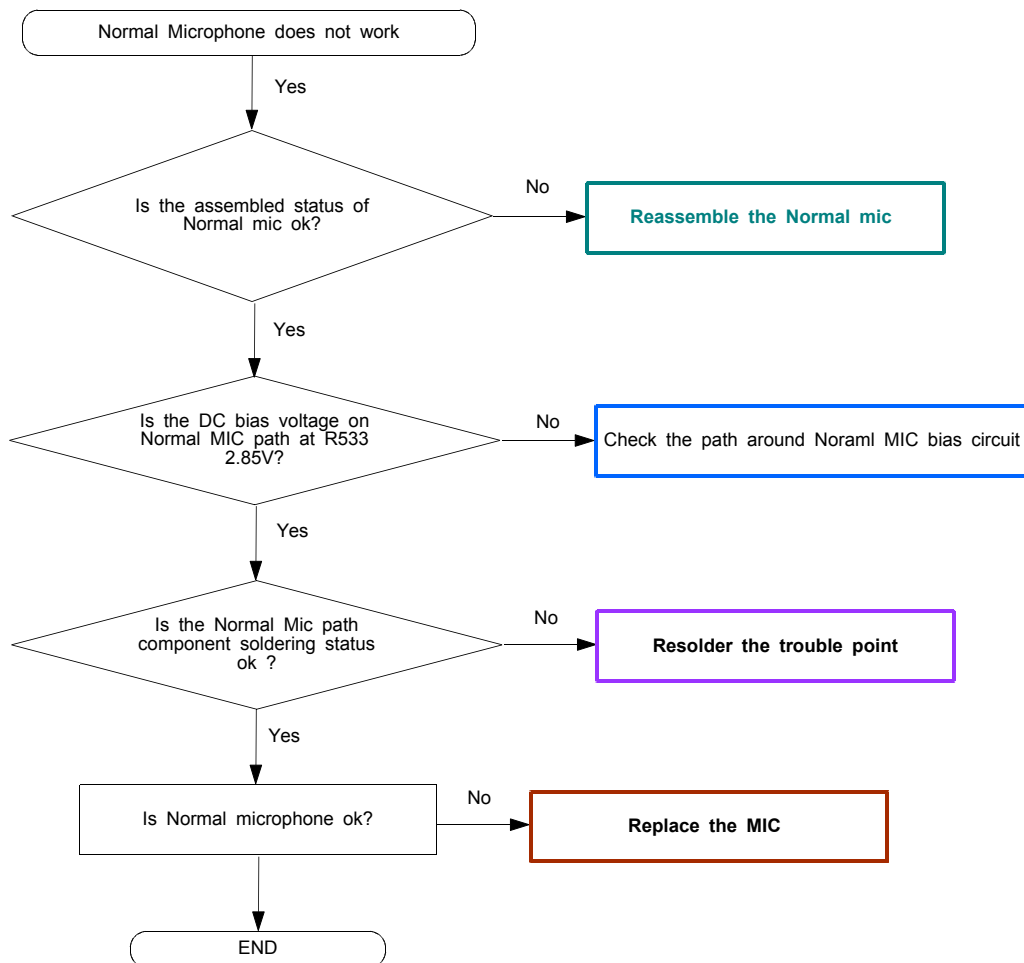 Normal Microphone does not work
Yes
Is the assembled status of
Normal mic ok?
No
Reassemble the Normal mic
Yes
Is the DC bias voltage on
Normal MIC path at R533
2.85V?
No
Check the path around Noraml MIC bias circuit
Yes
Is the Normal Mic path
component soldering status
ok ?
No
Resolder the trouble point
Yes
Is Normal microphone ok?
No
Replace the MIC
END